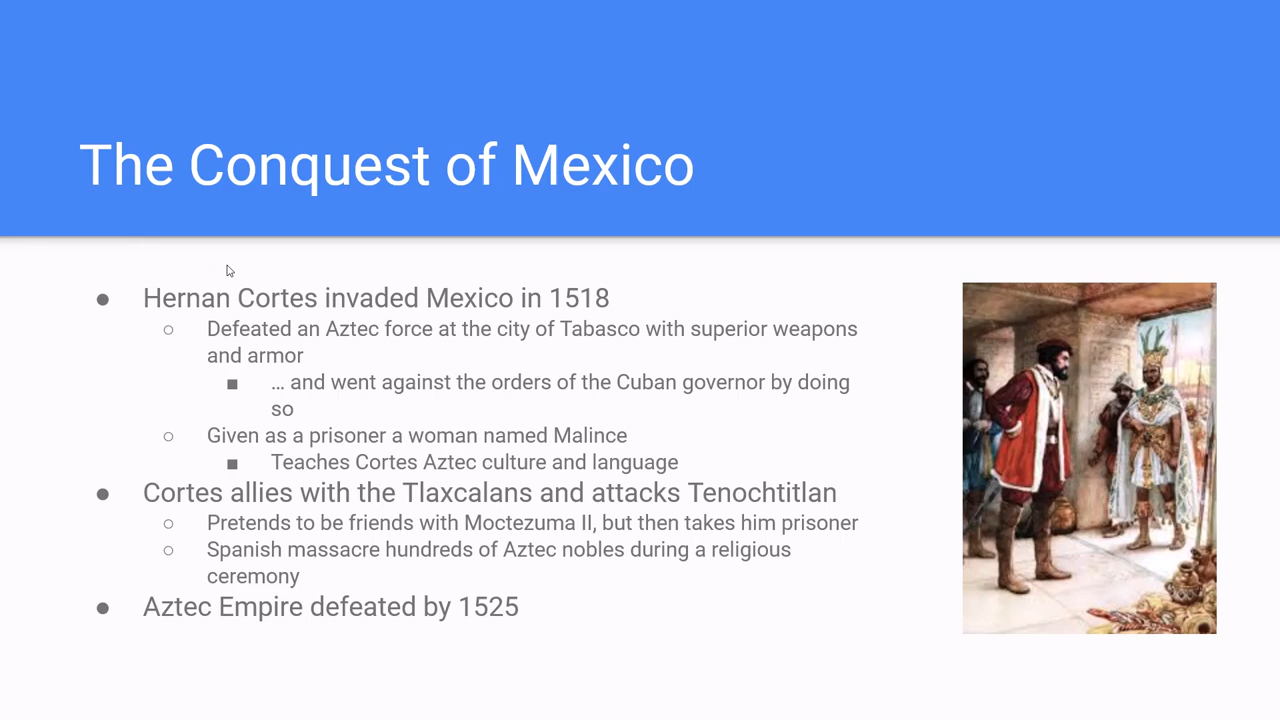 The Conquest of Mexico
● Hernan Cortes invaded Mexico in 1518
○ Defeated an Aztec force at the city of Tabasco with superior weapons
and armor
■ … and went against the orders of the Cuban governor by doing
so
○ Given as a prisoner a woman named Malince
■ Teaches Cortes Aztec culture and language
● Cortes allies with the Tlaxcalans and attacks Tenochtitlan
○ Pretends to be friends with Moctezuma II, but then takes him prisoner
○ Spanish massacre hundreds of Aztec nobles during a religious
ceremony
● Aztec Empire defeated by 1525